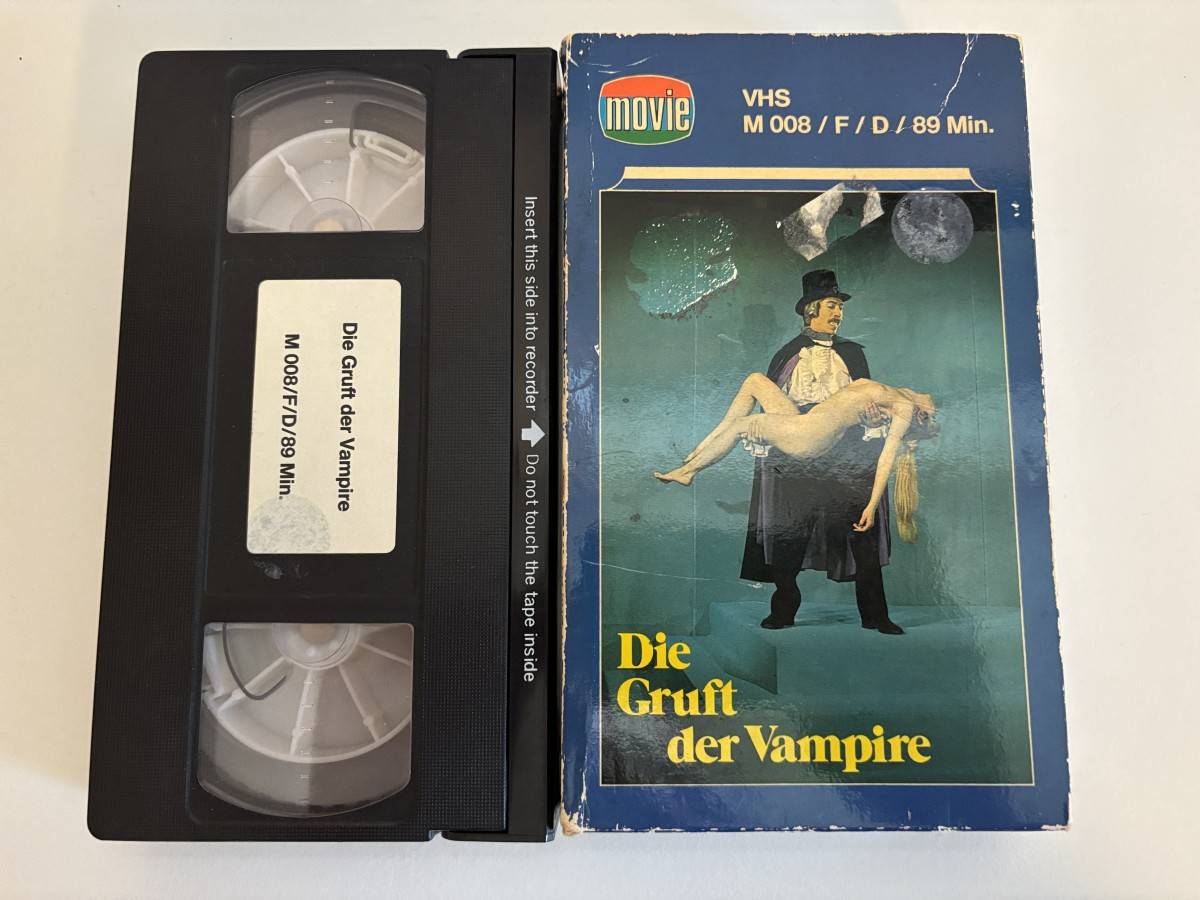 Die Gruft der Vampire
M 008/F/D/89 Min.
Insert this side into recorder ⬆ Do not touch the tape inside
movie
VHS
M 008 / F / D / 89 Min.
Die
Gruft
der Vampire